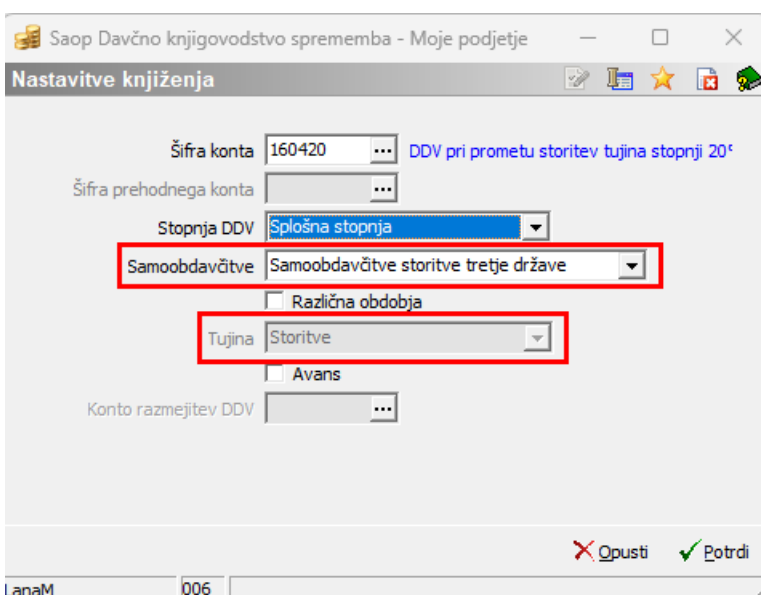 Saop Davčno knjigovodstvo sprememba - Moje podjetje
Nastavitve knjiženja
Šifra konta 160420 ... DDV pri prometu storitev tujina stopnji 20
Šifra prehodnega konta ...
Stopnja DDV Splošna stopnja
Samoobdavčitve Samoobdavčitve storitve tretje države
Različna obdobja
Tujina Storitve
Avans
Konto razmejitev DDV ...
Opusti Potrdi
LanaM 006